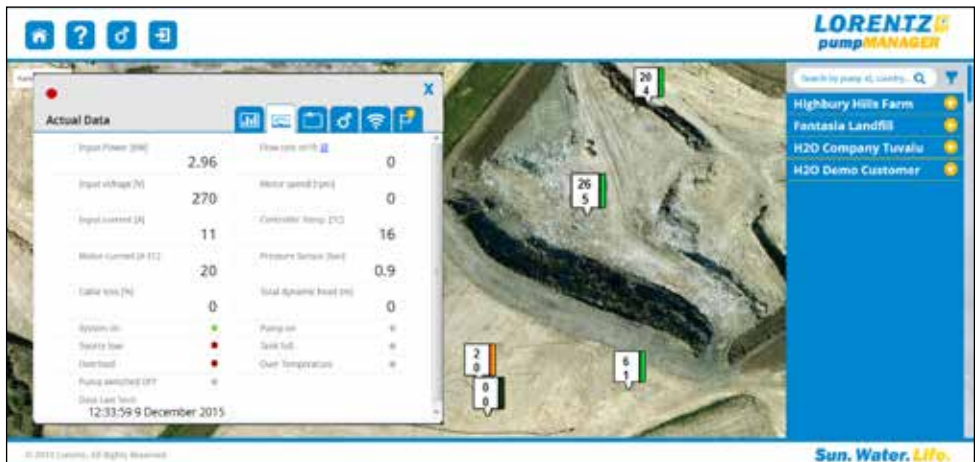 LORENTZ
pumpMANAGER
Search by pump id, country.
Highbury Hills Farm
Fantasia Landfill
H2O Company Tuvalu
H2O Demo Customer
X
Actual Data
Input Power [kW]
2.96
Flow rate m³/h
0
Input voltage [V]
270
Motor speed [rpm]
0
Input current [A]
11
Controller temp. [°C]
16
Motor current [A]
20
Pressure Sensor [bar]
0.9
Cable loss [%]
0
Total dynamic head [m]
0
System on
Pump on
Source low
Tank full
Overload
Over Temperature
Pump switched OFF
Data Last Sent
12:33:59 9 December 2015
20
4
26
5
2
0
0
0
6
1
© 2015 Lorentz, All Rights Reserved
Sun. Water. Life.